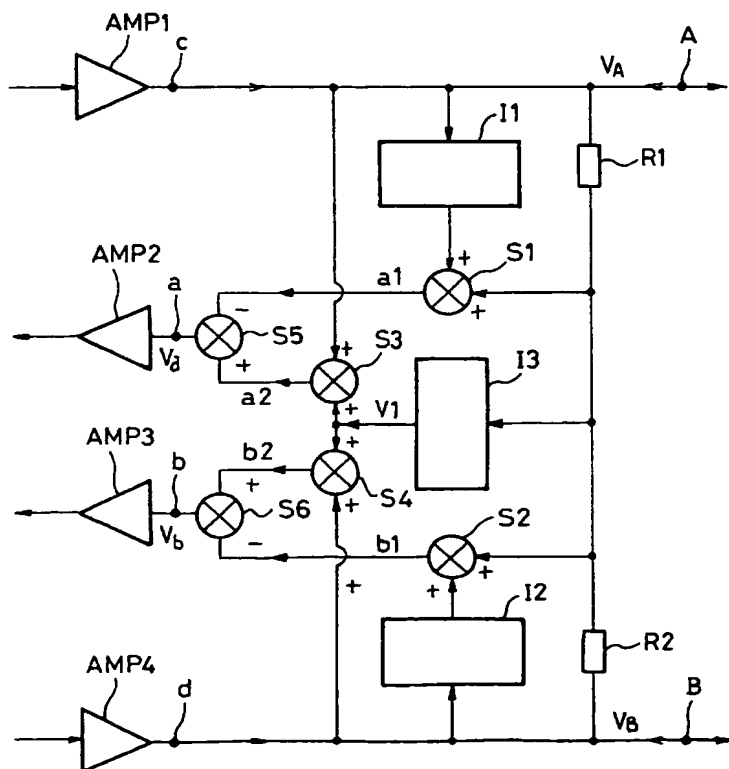 AMP1
c
A
VA
I1
R1
+
S1
AMP2
a
a1
+
−
S5
Va
+
+
S3
I3
a2
+
V1
AMP3
b2
+
b
+
S4
S2
Vb
S6
+
−
b1
+
+
+
I2
R2
AMP4
d
B
VB